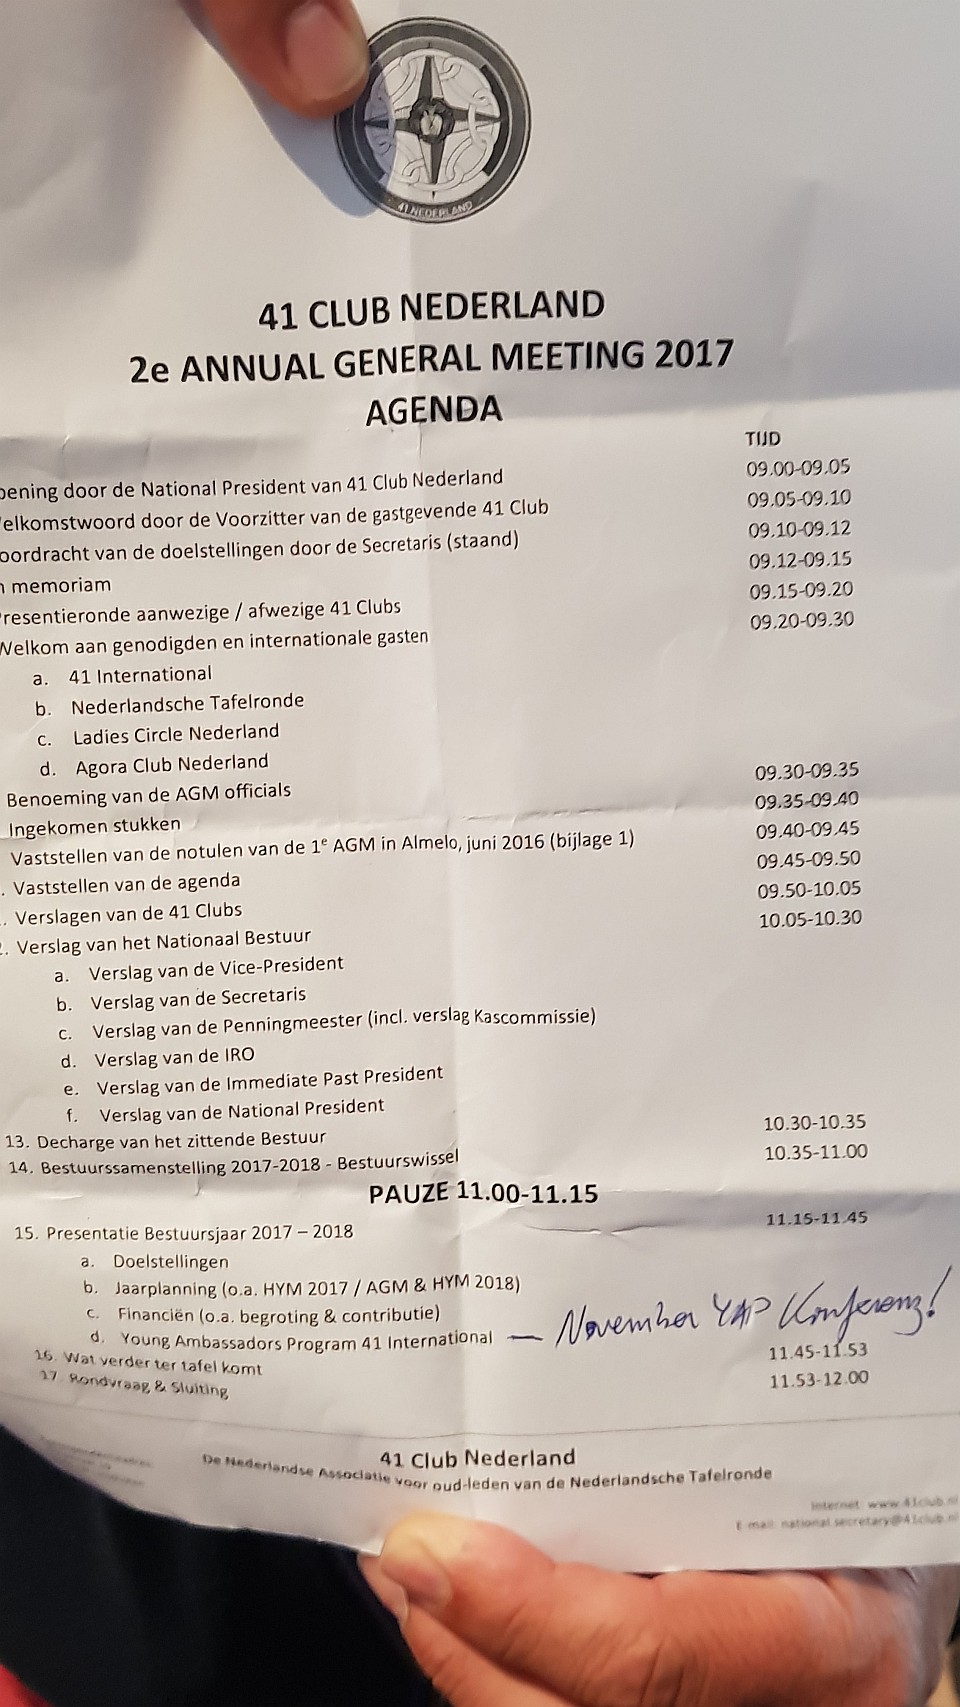 41 NEDERLAND
41 CLUB NEDERLAND
2e ANNUAL GENERAL MEETING 2017
AGENDA
TIJD
pening door de National President van 41 Club Nederland 09.00-09.05
elkomstwoord door de Voorzitter van de gastgevende 41 Club 09.05-09.10
oordracht van de doelstellingen door de Secretaris (staand) 09.10-09.12
memoriam 09.12-09.15
resentieronde aanwezige / afwezige 41 Clubs 09.15-09.20
Welkom aan genodigden en internationale gasten 09.20-09.30
a. 41 International
b. Nederlandsche Tafelronde
c. Ladies Circle Nederland
d. Agora Club Nederland
Benoeming van de AGM officials 09.30-09.35
Ingekomen stukken 09.35-09.40
Vaststellen van de notulen van de 1e AGM in Almelo, juni 2016 (bijlage 1) 09.40-09.45
. Vaststellen van de agenda 09.45-09.50
. Verslagen van de 41 Clubs 09.50-10.05
. Verslag van het Nationaal Bestuur 10.05-10.30
a. Verslag van de Vice-President
b. Verslag van de Secretaris
c. Verslag van de Penningmeester (incl. verslag Kascommissie)
d. Verslag van de IRO
e. Verslag van de Immediate Past President
f. Verslag van de National President
13. Decharge van het zittende Bestuur 10.30-10.35
14. Bestuurssamenstelling 2017-2018 - Bestuurswissel 10.35-11.00
PAUZE 11.00-11.15
15. Presentatie Bestuursjaar 2017 – 2018 11.15-11.45
a. Doelstellingen
b. Jaarplanning (o.a. HYM 2017 / AGM & HYM 2018)
c. Financiën (o.a. begroting & contributie)
d. Young Ambassadors Program 41 International — November YAP Konferenz!
16. Wat verder ter tafel komt 11.45-11.53
17. Rondvraag & Sluiting 11.53-12.00
41 Club Nederland
De Nederlandse Associatie voor oud-leden van de Nederlandsche Tafelronde
Internet: www.41club.nl
E-mail: national.secretary@41club.nl